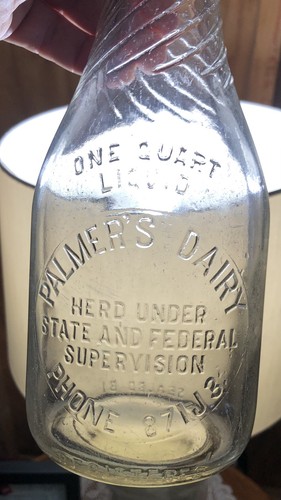 ONE QUART
LIQUID
PALMER'S DAIRY
HERD UNDER
STATE AND FEDERAL
SUPERVISION
PHONE 871J3